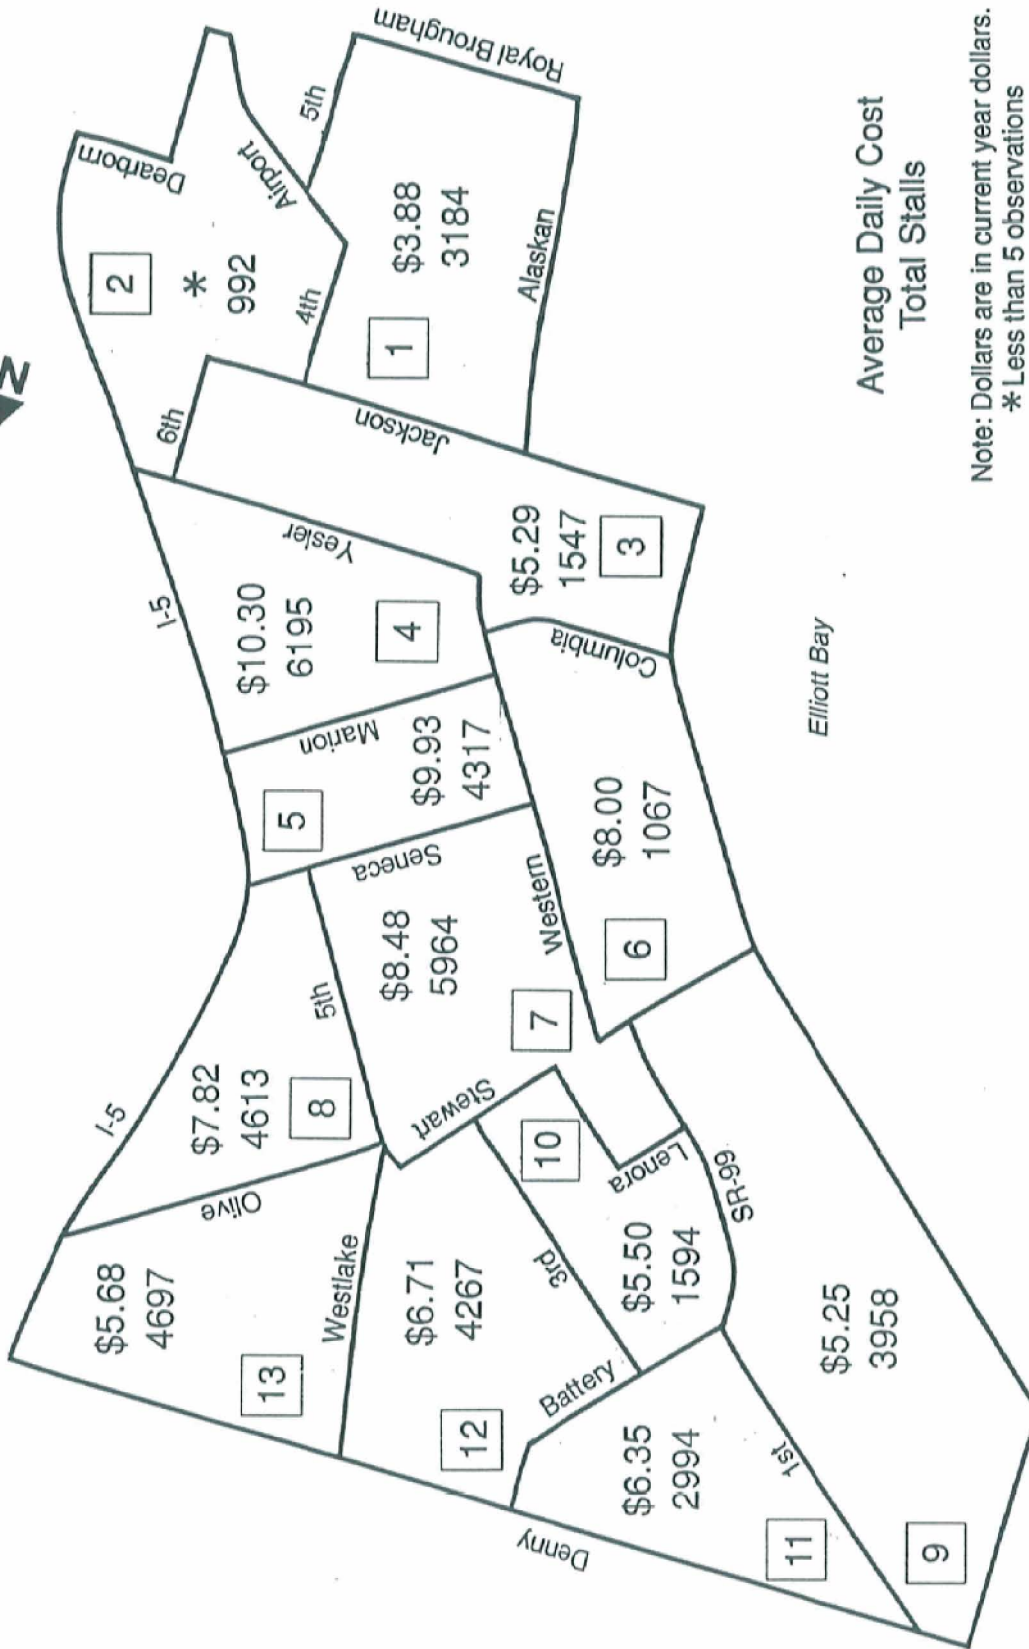 N
Dearborn
Royal Brougham
5th
Airport
2
*
992
4th
$3.88
3184
Alaskan
1
Jackson
6th
Yesler
I-5
$10.30
6195
4
$5.29
1547
3
Columbia
Marion
$9.93
4317
5
Seneca
Western
$8.00
1067
6
$8.48
5964
7
5th
Stewart
I-5
$7.82
4613
8
Olive
10
Lenora
$5.50
1594
3rd
SR-99
Westlake
$5.68
4697
13
$6.71
4267
12
Battery
$6.35
2994
11
1st
$5.25
3958
9
Denny
Elliott Bay
Average Daily Cost
Total Stalls
Note: Dollars are in current year dollars.
*Less than 5 observations